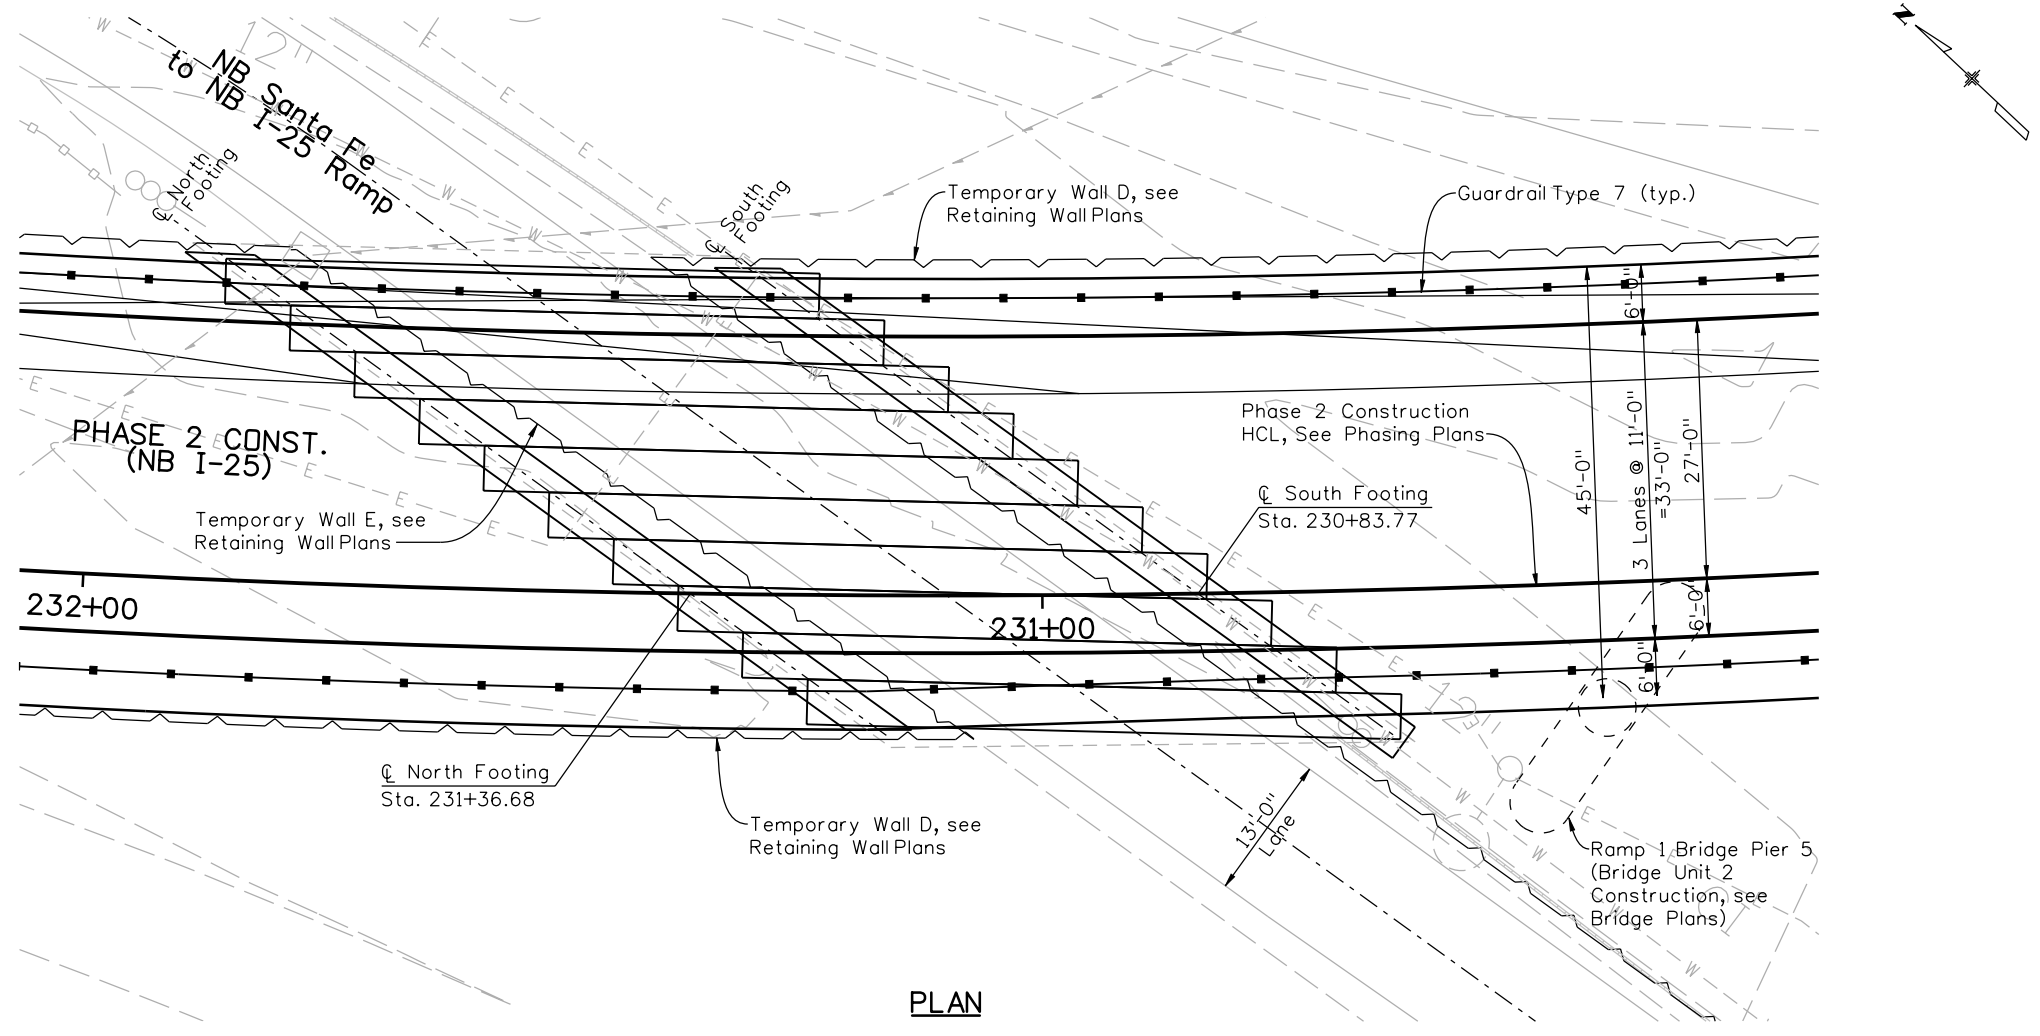 N
12"
NB Santa Fe
to NB I-25 Ramp
℄ North
Footing
℄ South
Footing
Temporary Wall D, see
Retaining Wall Plans
Guardrail Type 7 (typ.)
6'-0"
45'-0"
3 Lanes @ 11'-0"
=33'-0"
27'-0"
6'-0"
6'-0"
PHASE 2 CONST.
(NB I-25)
Phase 2 Construction
HCL, See Phasing Plans
℄ South Footing
Sta. 230+83.77
Temporary Wall E, see
Retaining Wall Plans
232+00
231+00
℄ North Footing
Sta. 231+36.68
Temporary Wall D, see
Retaining Wall Plans
12"
13'-0"
Lane
Ramp 1 Bridge Pier 5
(Bridge Unit 2
Construction, see
Bridge Plans)
PLAN